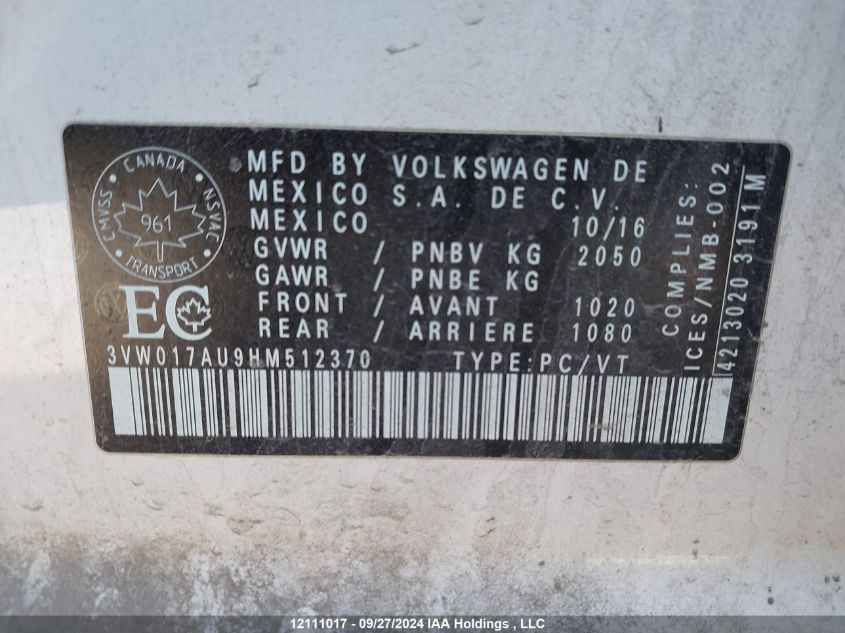 CANADA
CMVSS
NSVAC
961
TRANSPORT
EC
MFD BY VOLKSWAGEN DE
MEXICO S.A. DE C.V.
MEXICO 10/16
GVWR / PNBV KG 2050
GAWR / PNBE KG
FRONT / AVANT 1020
REAR / ARRIERE 1080
3VW017AU9HM512370 TYPE:PC/VT
COMPLIES:
ICES/NMB-002
4213020 3191 M
12111017 - 09/27/2024 IAA Holdings , LLC